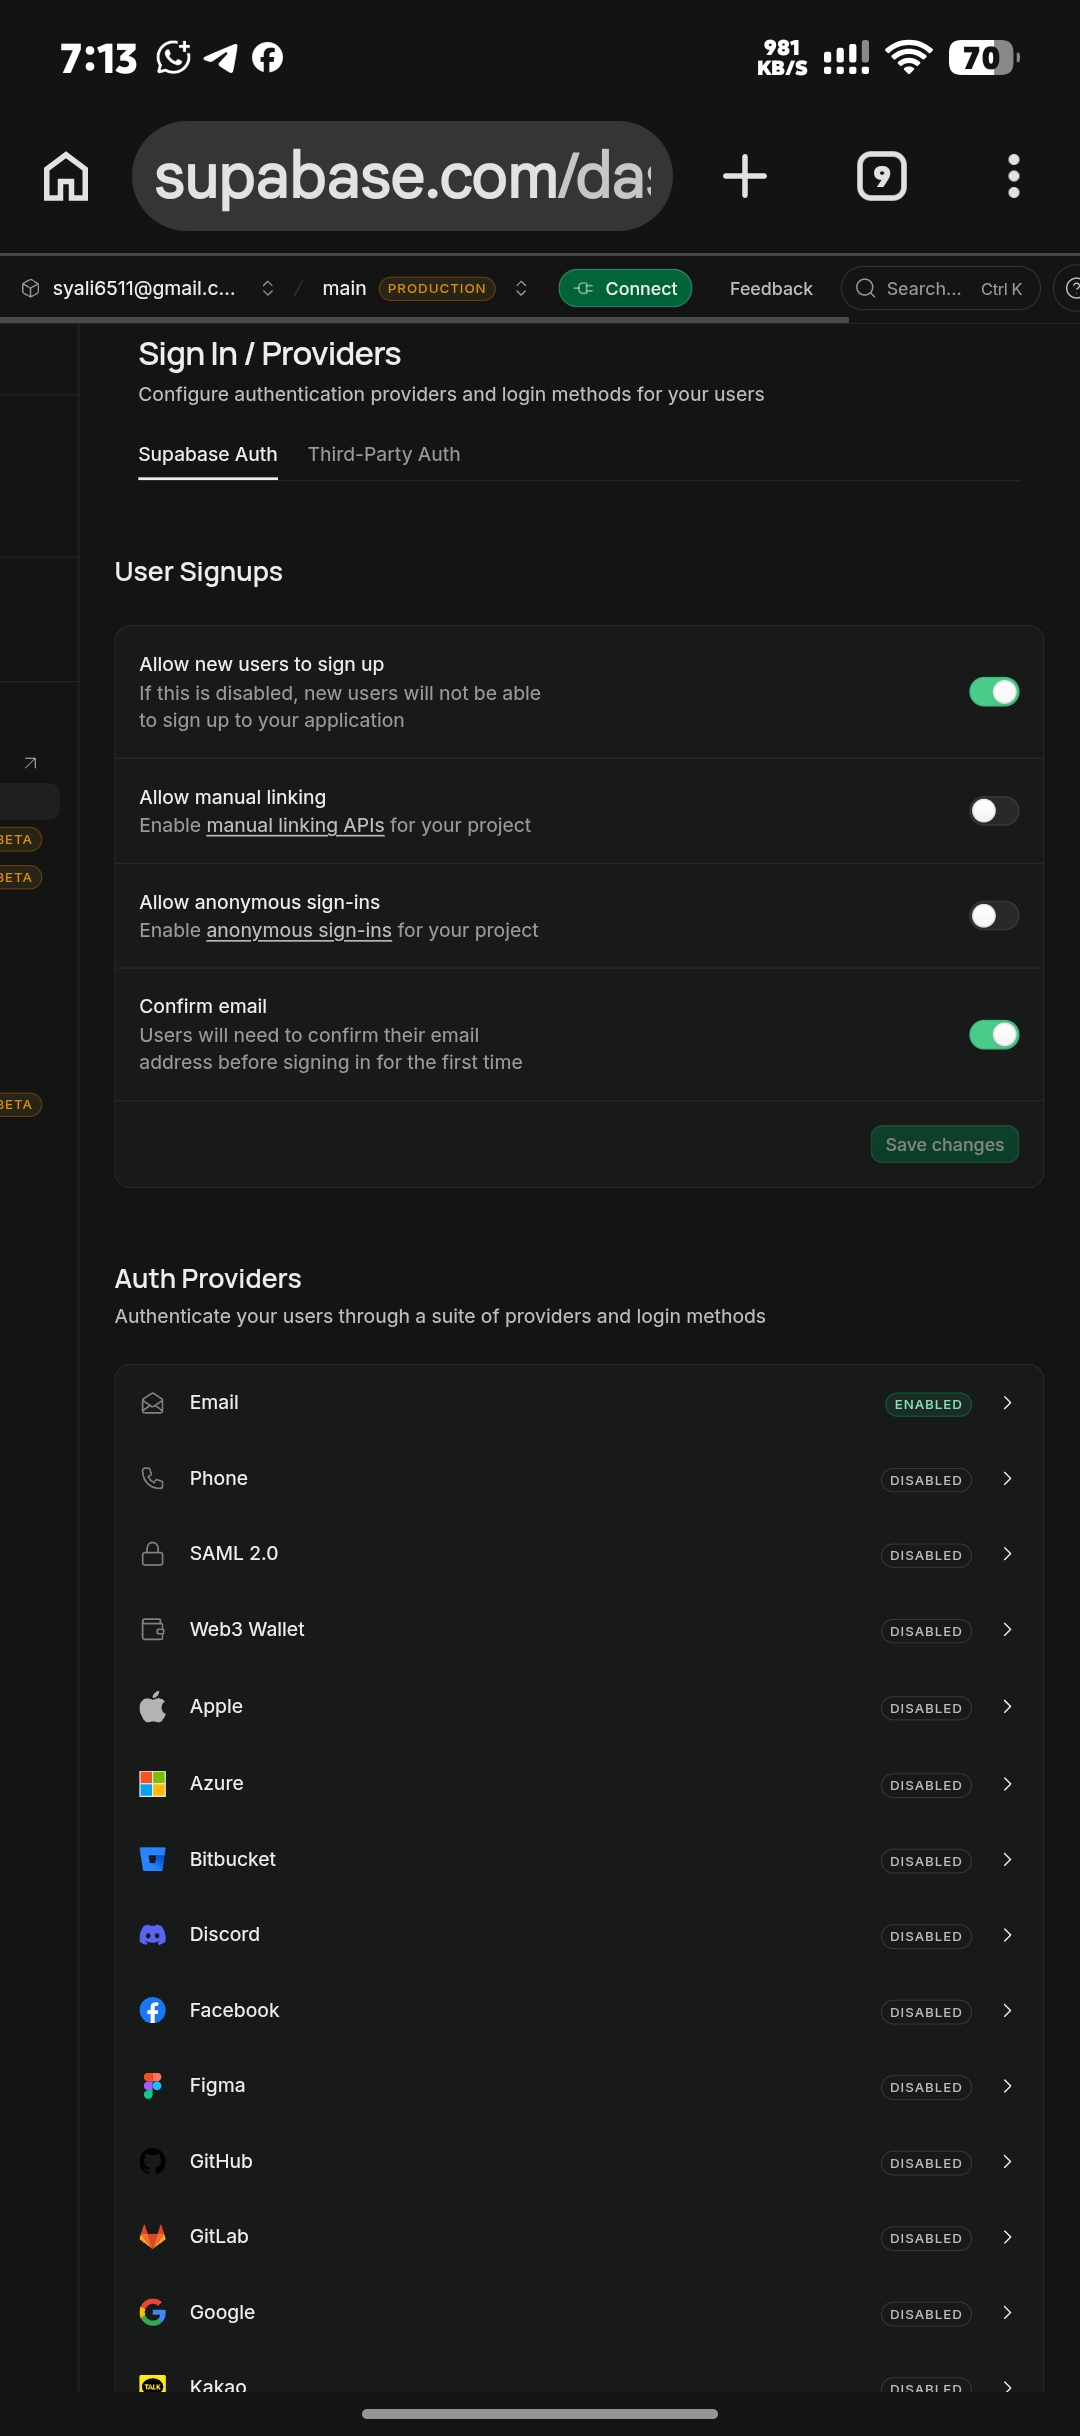 7:13
981
KB/S
70
supabase.com/das
9
syali6511@gmail.c...
/
main
PRODUCTION
Connect
Feedback
Search...
Ctrl K
?
Sign In / Providers
Configure authentication providers and login methods for your users
Supabase Auth
Third-Party Auth
User Signups
Allow new users to sign up
If this is disabled, new users will not be able
to sign up to your application
Allow manual linking
BETA
Enable manual linking APIs for your project
BETA
Allow anonymous sign-ins
Enable anonymous sign-ins for your project
Confirm email
Users will need to confirm their email
address before signing in for the first time
BETA
Save changes
Auth Providers
Authenticate your users through a suite of providers and login methods
Email ENABLED
Phone DISABLED
SAML 2.0 DISABLED
Web3 Wallet DISABLED
Apple DISABLED
Azure DISABLED
Bitbucket DISABLED
Discord DISABLED
Facebook DISABLED
Figma DISABLED
GitHub DISABLED
GitLab DISABLED
Google DISABLED
TALK Kakao DISABLED